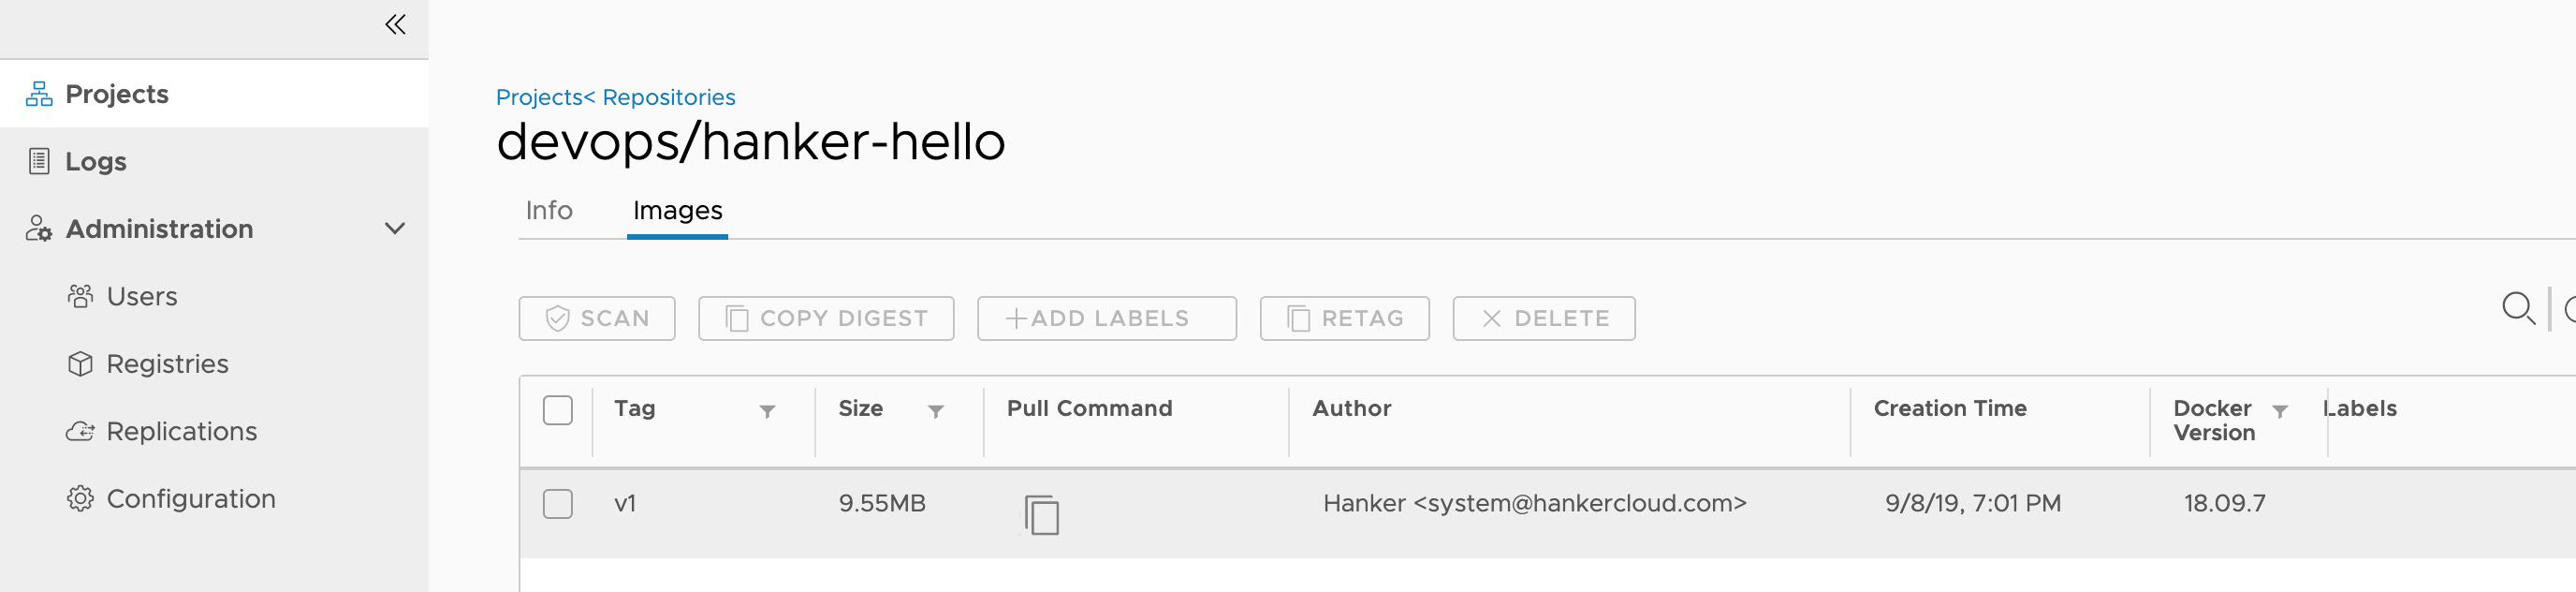 Projects
Logs
Administration
Users
Registries
Replications
Configuration
Projects< Repositories
devops/hanker-hello
Info Images
SCAN COPY DIGEST +ADD LABELS RETAG DELETE
Tag Size Pull Command Author Creation Time Docker Version Labels
v1 9.55MB Hanker <system@hankercloud.com> 9/8/19, 7:01 PM 18.09.7